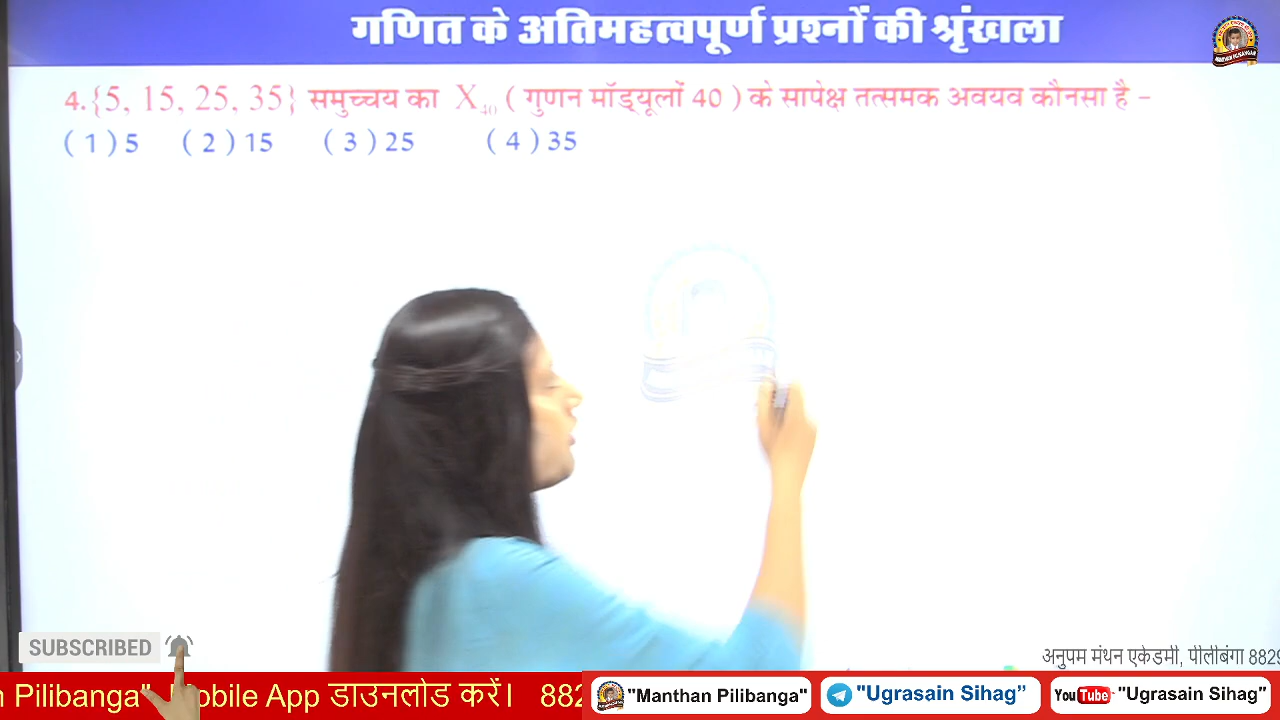 गणित के अतिमहत्वपूर्ण प्रश्नों की श्रृंखला
4.{5, 15, 25, 35} समुच्चय का X40 ( गुणन मॉड्यूलों 40 ) के सापेक्ष तत्समक अवयव कौनसा है -
( 1 ) 5 ( 2 ) 15 ( 3 ) 25 ( 4 ) 35
SUBSCRIBED
अनुपम मंथन एकेडमी, पीलीबंगा 8829
Pilibanga" Mobile App डाउनलोड करें। 882
"Manthan Pilibanga"
"Ugrasain Sihag”
YouTube -"Ugrasain Sihag"